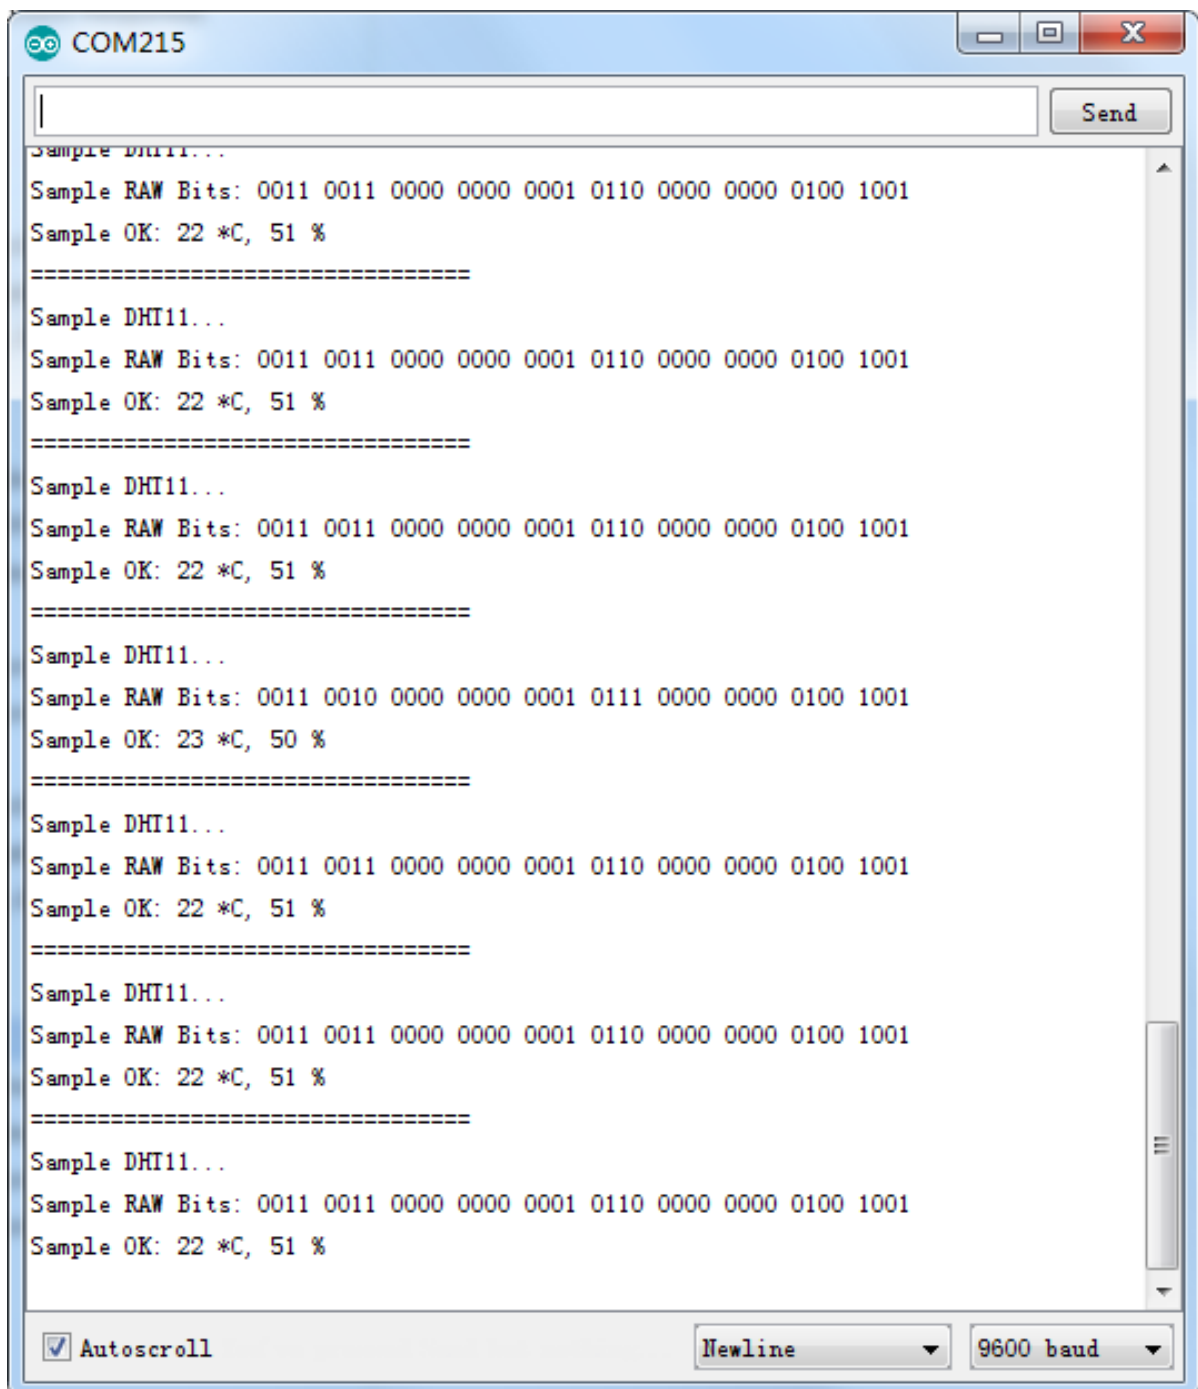 COM215
Send
Sample DHT11...
Sample RAW Bits: 0011 0011 0000 0000 0001 0110 0000 0000 0100 1001
Sample OK: 22 *C, 51 %
=================================
Sample DHT11...
Sample RAW Bits: 0011 0011 0000 0000 0001 0110 0000 0000 0100 1001
Sample OK: 22 *C, 51 %
=================================
Sample DHT11...
Sample RAW Bits: 0011 0011 0000 0000 0001 0110 0000 0000 0100 1001
Sample OK: 22 *C, 51 %
=================================
Sample DHT11...
Sample RAW Bits: 0011 0010 0000 0000 0001 0111 0000 0000 0100 1001
Sample OK: 23 *C, 50 %
=================================
Sample DHT11...
Sample RAW Bits: 0011 0011 0000 0000 0001 0110 0000 0000 0100 1001
Sample OK: 22 *C, 51 %
=================================
Sample DHT11...
Sample RAW Bits: 0011 0011 0000 0000 0001 0110 0000 0000 0100 1001
Sample OK: 22 *C, 51 %
=================================
Sample DHT11...
Sample RAW Bits: 0011 0011 0000 0000 0001 0110 0000 0000 0100 1001
Sample OK: 22 *C, 51 %
Autoscroll
Newline
9600 baud